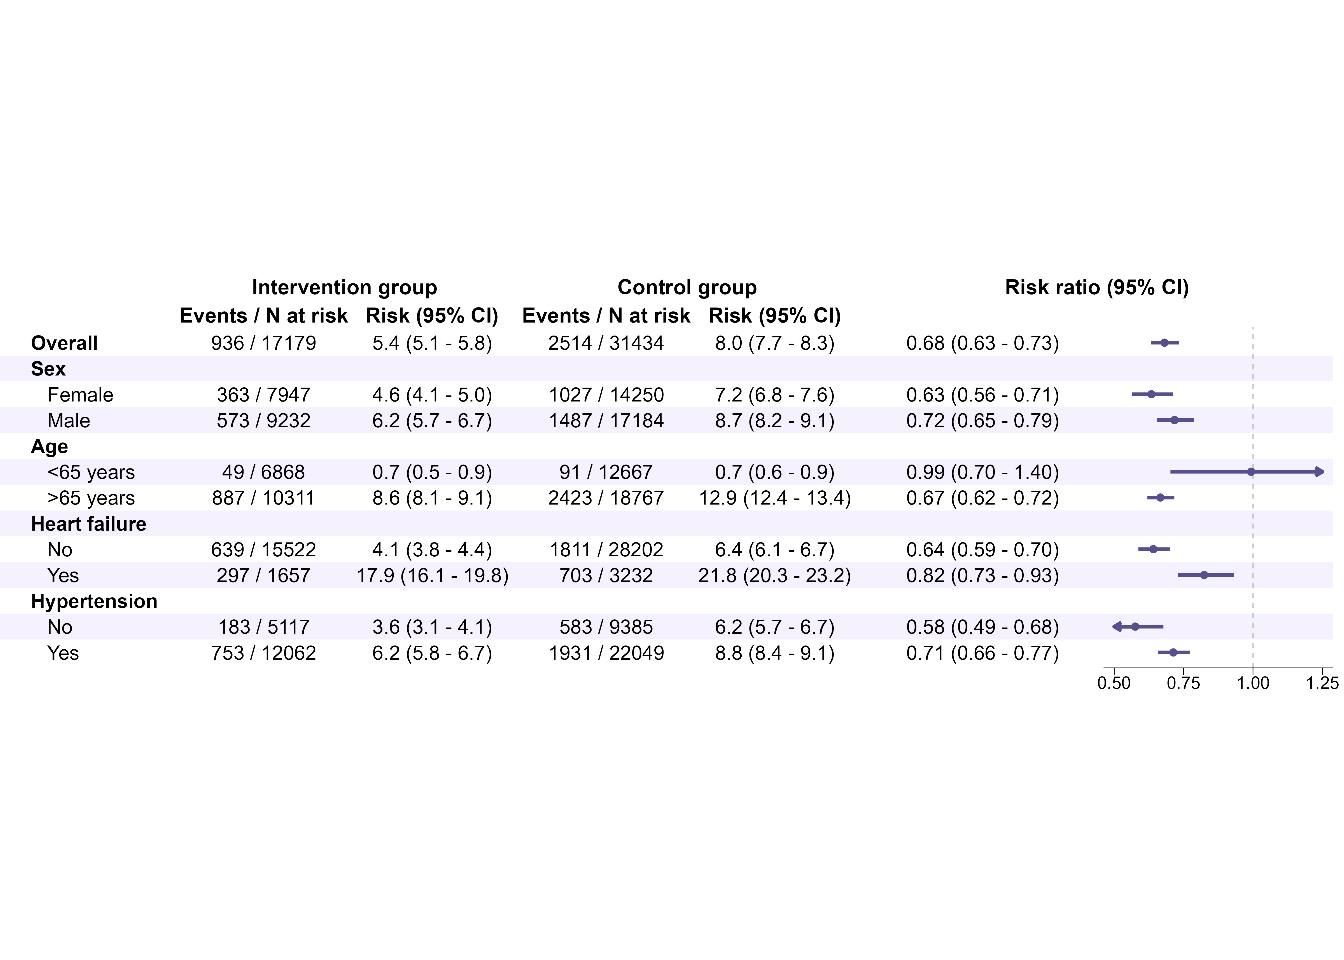 Intervention group Control group Risk ratio (95% CI)
Events / N at risk Risk (95% CI) Events / N at risk Risk (95% CI)
Overall 936 / 17179 5.4 (5.1 - 5.8) 2514 / 31434 8.0 (7.7 - 8.3) 0.68 (0.63 - 0.73)
Sex
Female 363 / 7947 4.6 (4.1 - 5.0) 1027 / 14250 7.2 (6.8 - 7.6) 0.63 (0.56 - 0.71)
Male 573 / 9232 6.2 (5.7 - 6.7) 1487 / 17184 8.7 (8.2 - 9.1) 0.72 (0.65 - 0.79)
Age
<65 years 49 / 6868 0.7 (0.5 - 0.9) 91 / 12667 0.7 (0.6 - 0.9) 0.99 (0.70 - 1.40)
>65 years 887 / 10311 8.6 (8.1 - 9.1) 2423 / 18767 12.9 (12.4 - 13.4) 0.67 (0.62 - 0.72)
Heart failure
No 639 / 15522 4.1 (3.8 - 4.4) 1811 / 28202 6.4 (6.1 - 6.7) 0.64 (0.59 - 0.70)
Yes 297 / 1657 17.9 (16.1 - 19.8) 703 / 3232 21.8 (20.3 - 23.2) 0.82 (0.73 - 0.93)
Hypertension
No 183 / 5117 3.6 (3.1 - 4.1) 583 / 9385 6.2 (5.7 - 6.7) 0.58 (0.49 - 0.68)
Yes 753 / 12062 6.2 (5.8 - 6.7) 1931 / 22049 8.8 (8.4 - 9.1) 0.71 (0.66 - 0.77)
0.50 0.75 1.00 1.25